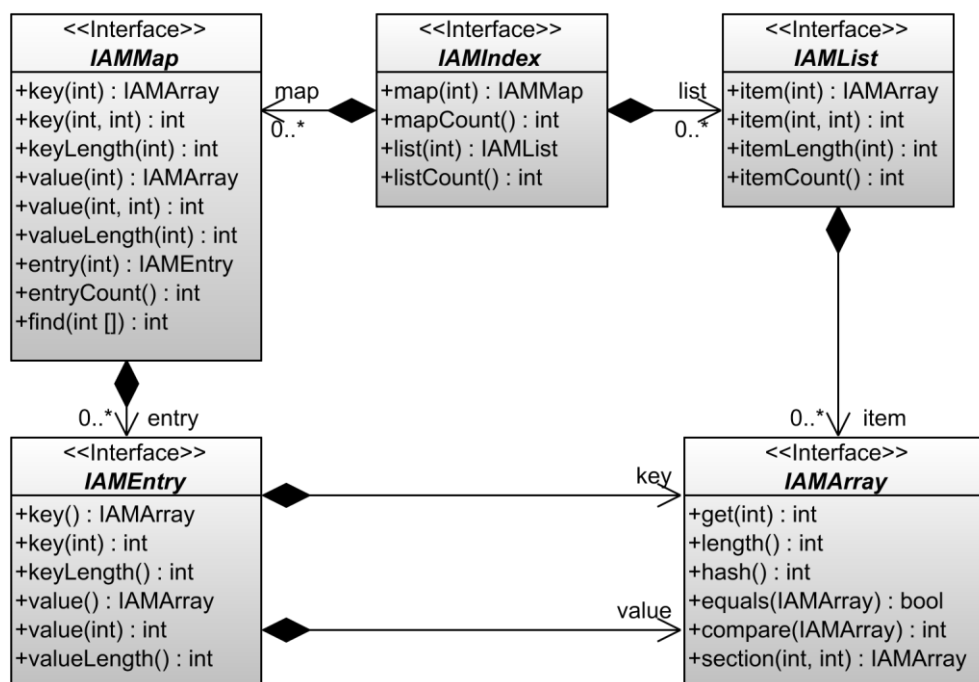 <<Interface>>
IAMMap
+key(int) : IAMArray
+key(int, int) : int
+keyLength(int) : int
+value(int) : IAMArray
+value(int, int) : int
+valueLength(int) : int
+entry(int) : IAMEntry
+entryCount() : int
+find(int []) : int
map
0..*
<<Interface>>
IAMIndex
+map(int) : IAMMap
+mapCount() : int
+list(int) : IAMList
+listCount() : int
list
0..*
<<Interface>>
IAMList
+item(int) : IAMArray
+item(int, int) : int
+itemLength(int) : int
+itemCount() : int
0..* entry
0..* item
<<Interface>>
IAMEntry
+key() : IAMArray
+key(int) : int
+keyLength() : int
+value() : IAMArray
+value(int) : int
+valueLength() : int
key
value
<<Interface>>
IAMArray
+get(int) : int
+length() : int
+hash() : int
+equals(IAMArray) : bool
+compare(IAMArray) : int
+section(int, int) : IAMArray